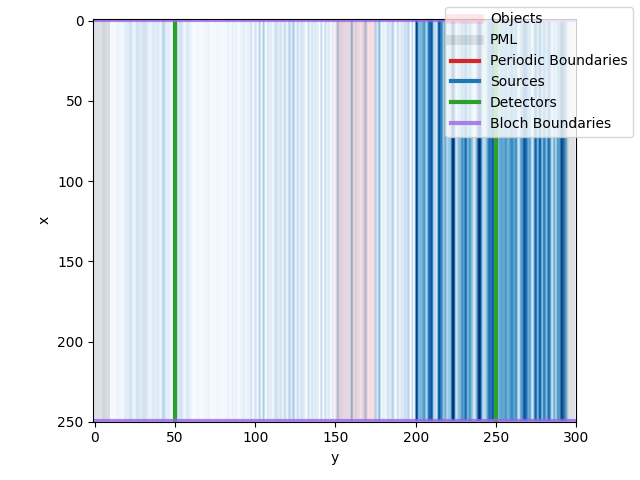 Objects
PML
Periodic Boundaries
Sources
Detectors
Bloch Boundaries
0
50
100
150
200
250
x
0
50
100
150
200
250
300
y